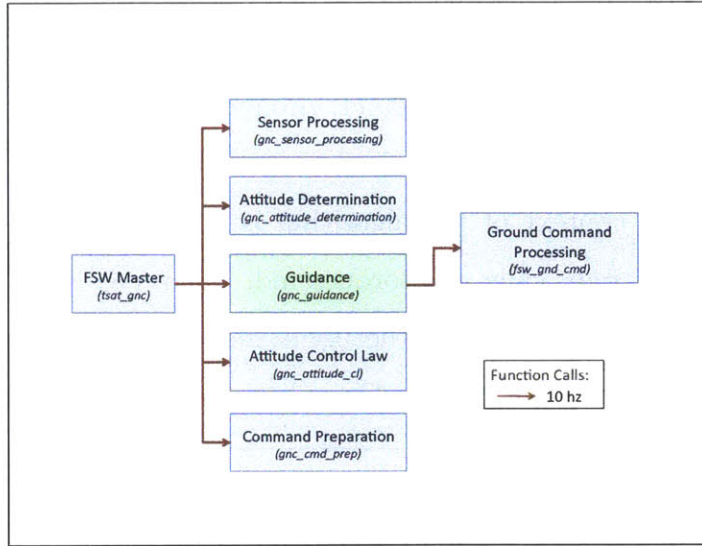 Sensor Processing
(gnc_sensor_processing)
Attitude Determination
(gnc_attitude_determination)
Ground Command
Processing
(fsw_gnd_cmd)
FSW Master
(tsat_gnc)
Guidance
(gnc_guidance)
Attitude Control Law
(gnc_attitude_cl)
Function Calls:
10 hz
Command Preparation
(gnc_cmd_prep)